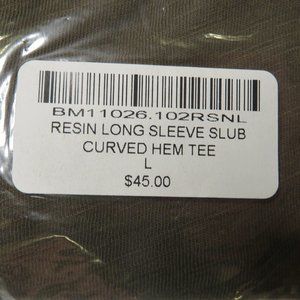 BM11026.102RSNL
RESIN LONG SLEEVE SLUB
CURVED HEM TEE
L
$45.00